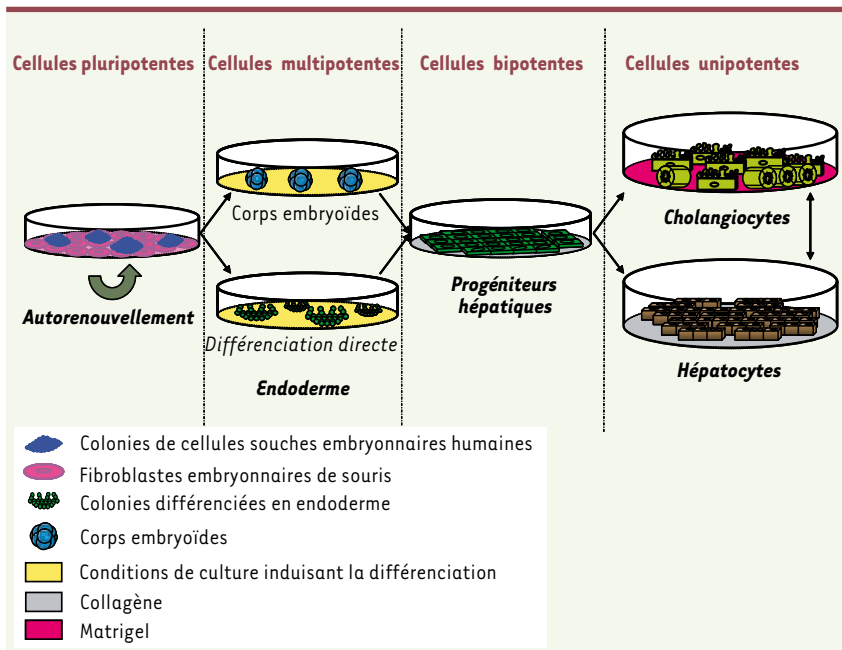 Cellules pluripotentes
Cellules multipotentes
Cellules bipotentes
Cellules unipotentes
Corps embryoïdes
Autorenouvellement
Différenciation directe
Endoderme
Progéniteurs
hépatiques
Cholangiocytes
Hépatocytes
Colonies de cellules souches embryonnaires humaines
Fibroblastes embryonnaires de souris
Colonies différenciées en endoderme
Corps embryoïdes
Conditions de culture induisant la différenciation
Collagène
Matrigel